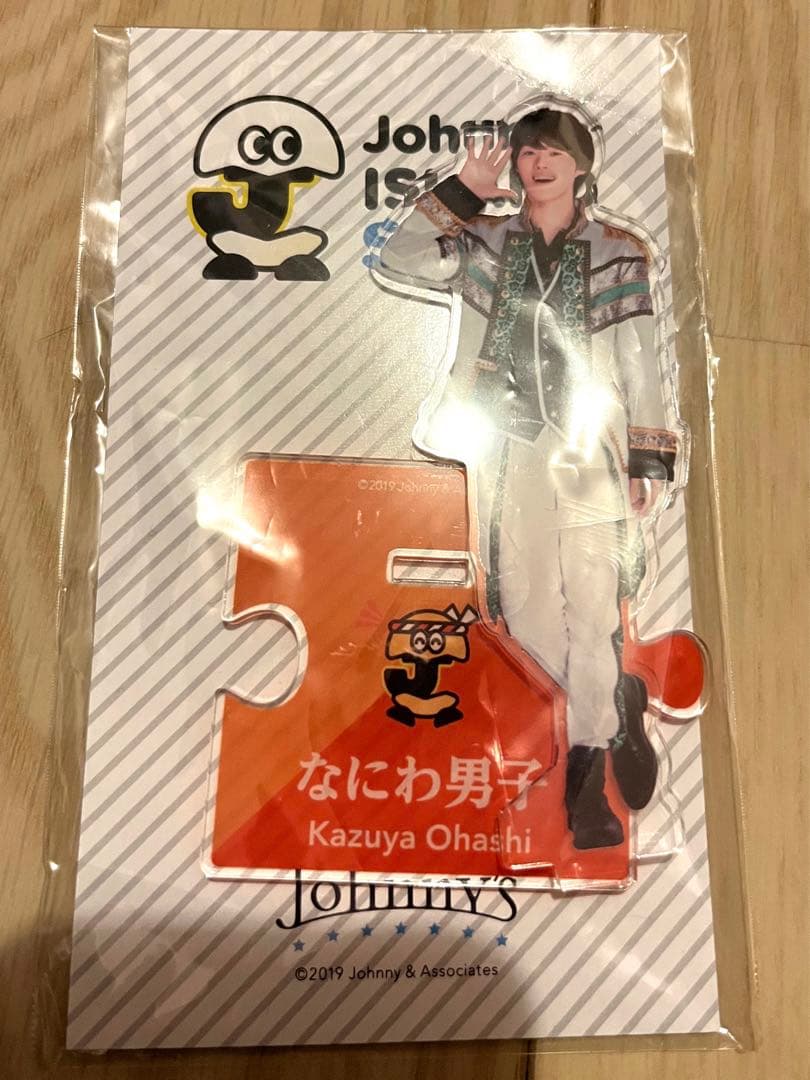 ©2019 Johnny &
なにわ男子
Kazuya Ohashi
Johnny's
©2019 Johnny & Associates